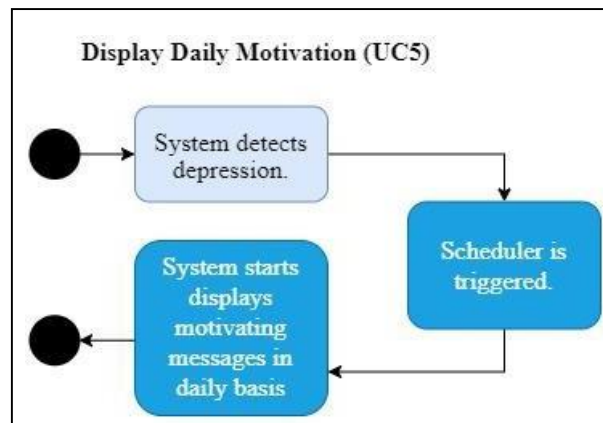 Display Daily Motivation (UC5)
System detects
depression.
Scheduler is
triggered.
System starts
displays
motivating
messages in
daily basis